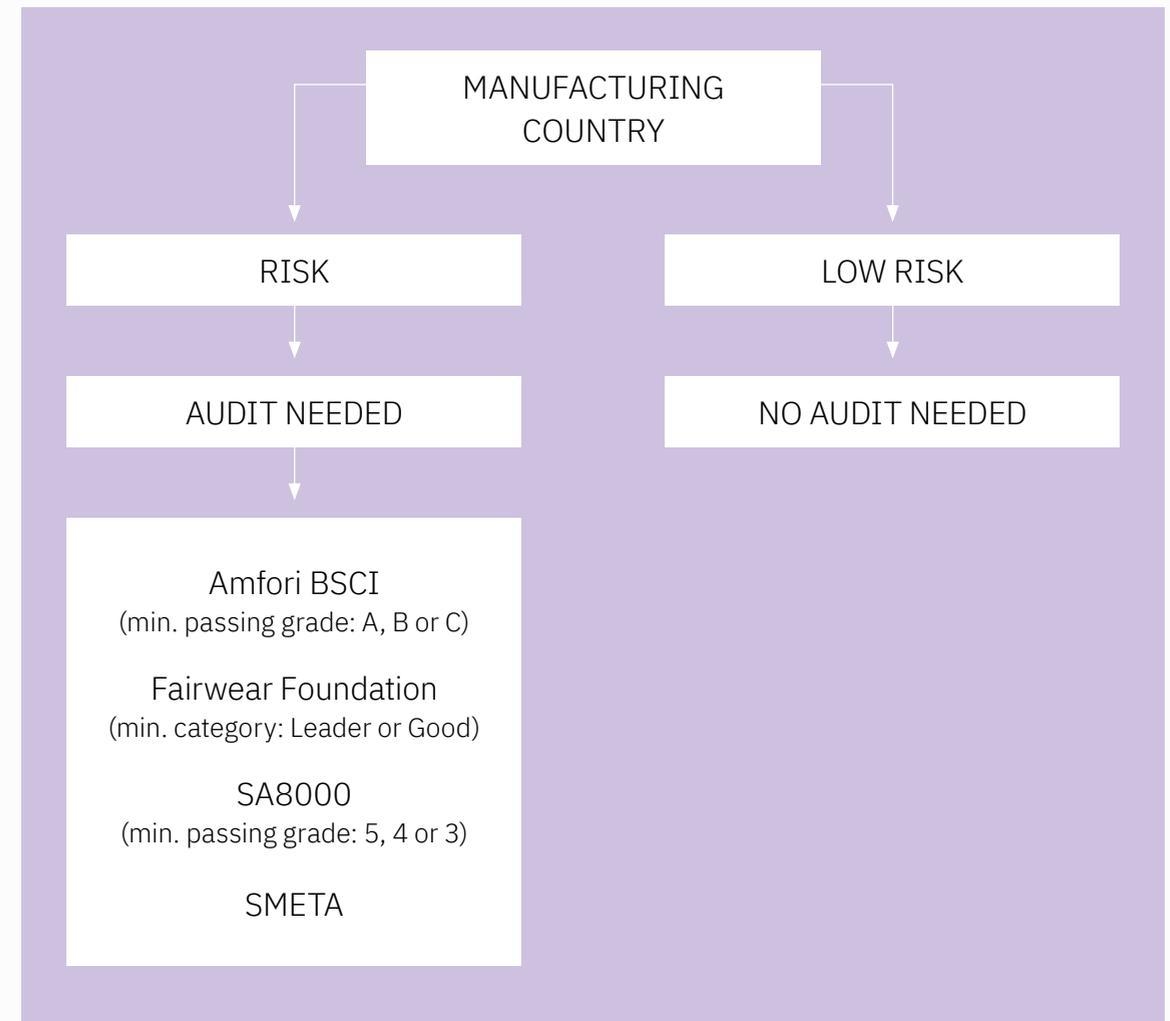 MANUFACTURING
COUNTRY
RISK
LOW RISK
AUDIT NEEDED
NO AUDIT NEEDED
Amfori BSCI
(min. passing grade: A, B or C)
Fairwear Foundation
(min. category: Leader or Good)
SA8000
(min. passing grade: 5, 4 or 3)
SMETA